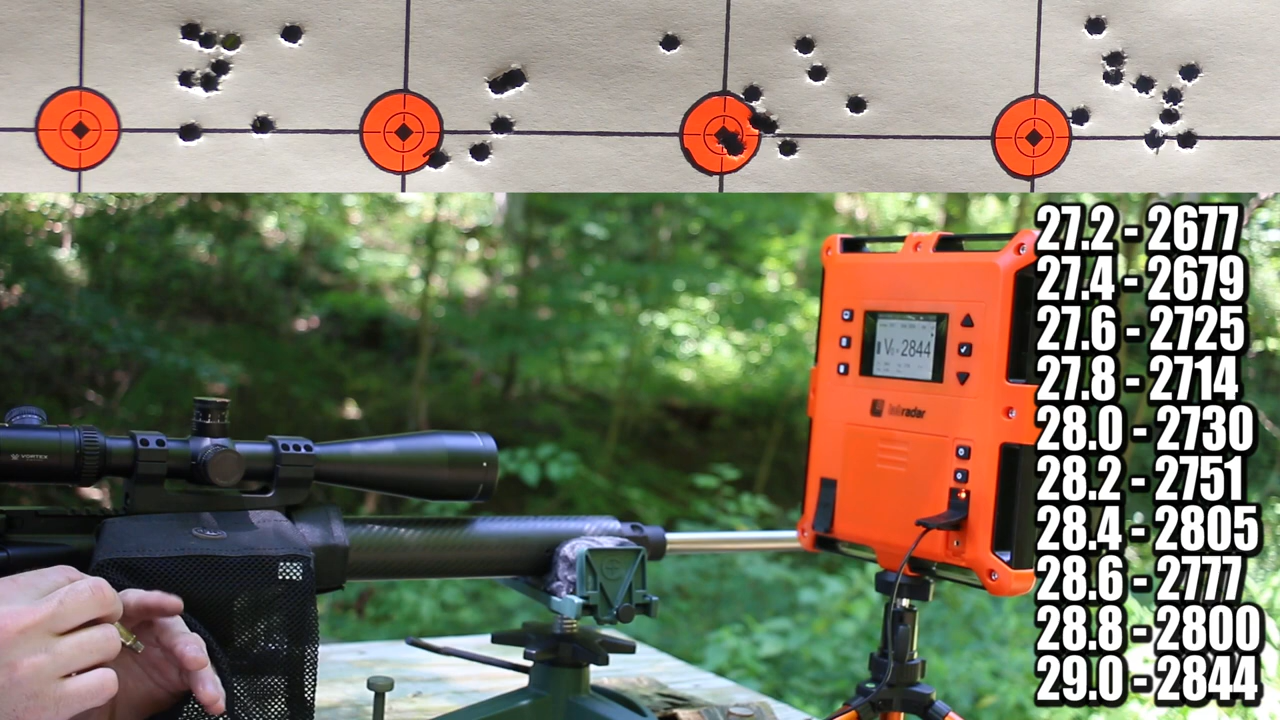 VORTEX
V0 = 2844
labradar
27.2 - 2677
27.4 - 2679
27.6 - 2725
27.8 - 2714
28.0 - 2730
28.2 - 2751
28.4 - 2805
28.6 - 2777
28.8 - 2800
29.0 - 2844